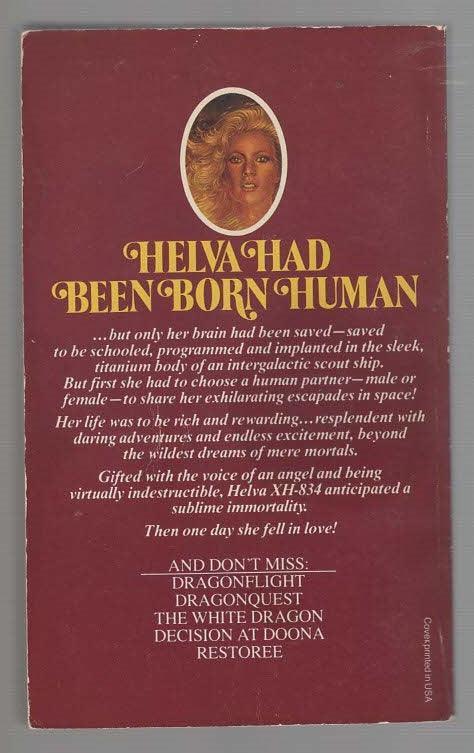 HELVA HAD
BEEN BORN HUMAN
...but only her brain had been saved—saved
to be schooled, programmed and implanted in the sleek,
titanium body of an intergalactic scout ship.
But first she had to choose a human partner—male or
female—to share her exhilarating escapades in space!
Her life was to be rich and rewarding...resplendent with
daring adventures and endless excitement, beyond
the wildest dreams of mere mortals.
Gifted with the voice of an angel and being
virtually indestructible, Helva XH-834 anticipated a
sublime immortality.
Then one day she fell in love!
AND DON'T MISS:
DRAGONFLIGHT
DRAGONQUEST
THE WHITE DRAGON
DECISION AT DOONA
RESTOREE
Cover printed in USA